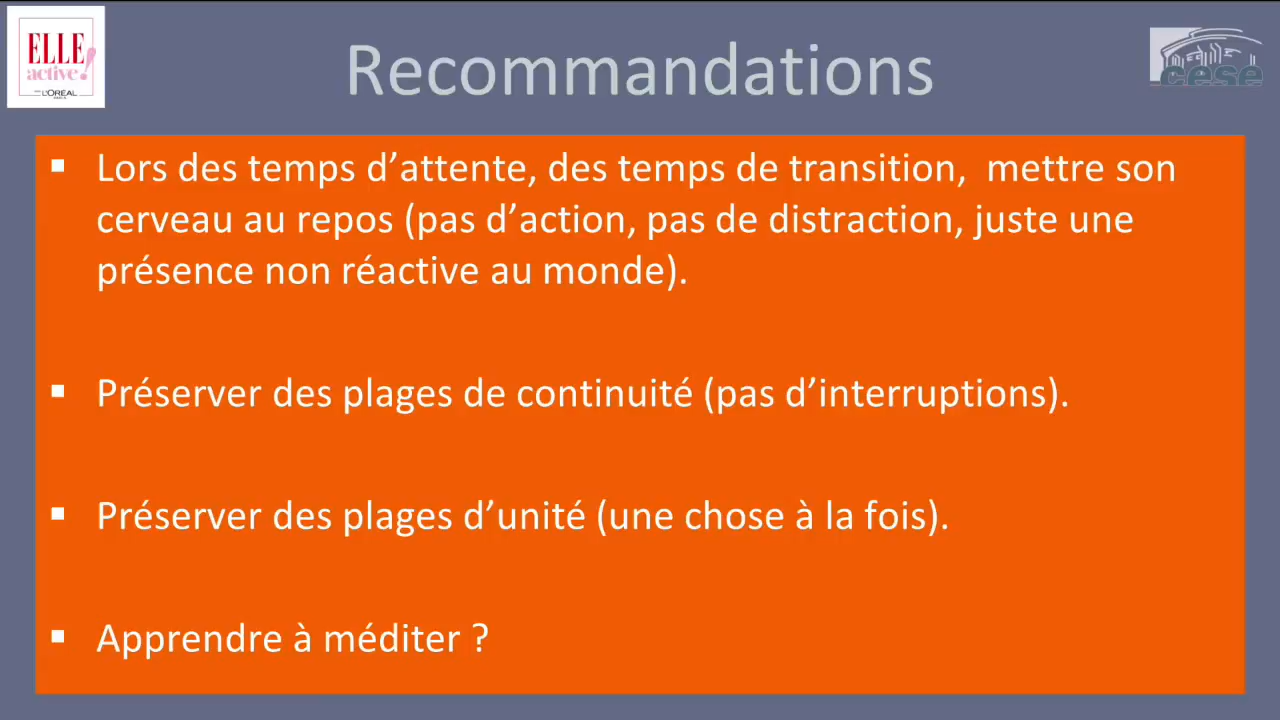 ELLE
active!
L'ORÉAL
PARIS
cese
Recommandations
▪ Lors des temps d’attente, des temps de transition,  mettre son
cerveau au repos (pas d’action, pas de distraction, juste une
présence non réactive au monde).
▪ Préserver des plages de continuité (pas d’interruptions).
▪ Préserver des plages d’unité (une chose à la fois).
▪ Apprendre à méditer ?